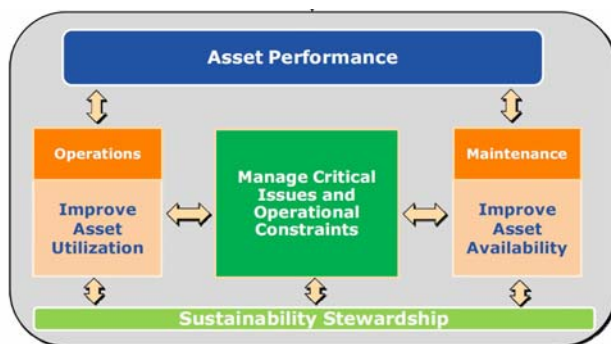 Asset Performance
Operations
Improve
Asset
Utilization
Manage Critical
Issues and
Operational
Constraints
Maintenance
Improve
Asset
Availability
Sustainability Stewardship